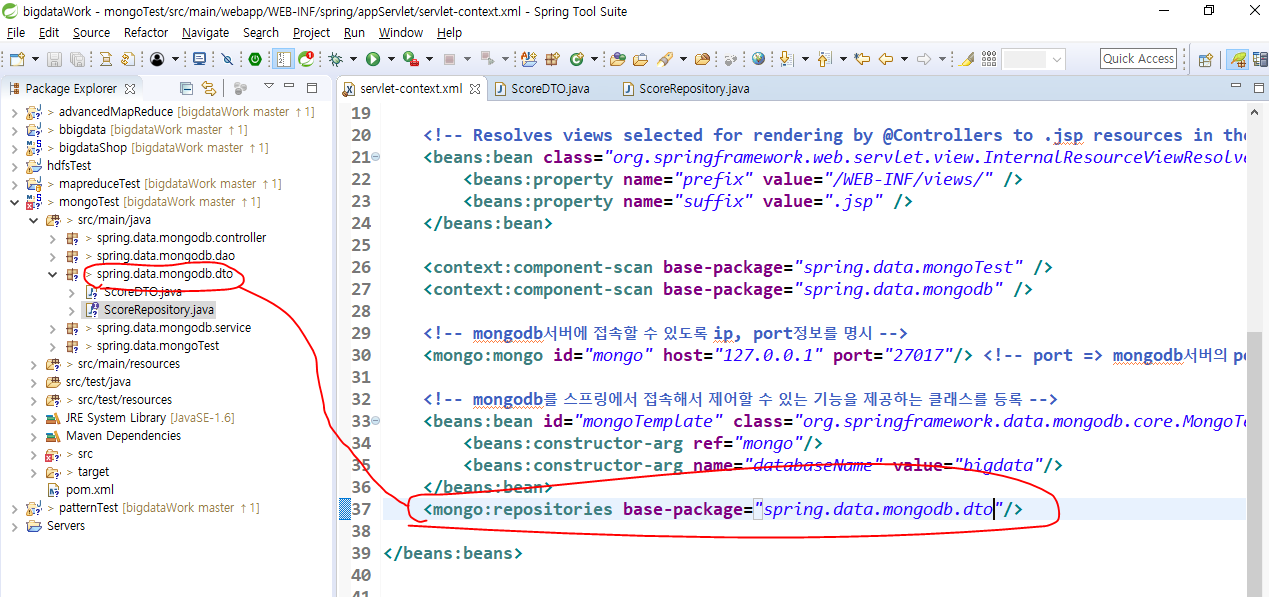 bigdataWork - mongoTest/src/main/webapp/WEB-INF/spring/appServlet/servlet-context.xml - Spring Tool Suite
File Edit Source Refactor Navigate Search Project Run Window Help
Quick Access
Package Explorer
servlet-context.xml
ScoreDTO.java
ScoreRepository.java
> advancedMapReduce [bigdataWork master ↑1]
> bbigdata [bigdataWork master ↑1]
> bigdataShop [bigdataWork master ↑1]
hdfsTest
> mapreduceTest [bigdataWork master ↑1]
> mongoTest [bigdataWork master ↑1]
> src/main/java
> spring.data.mongodb.controller
> spring.data.mongodb.dao
> spring.data.mongodb.dto
ScoreDTO.java
ScoreRepository.java
> spring.data.mongodb.service
> spring.data.mongoTest
> src/main/resources
src/test/java
> src/test/resources
JRE System Library [JavaSE-1.6]
Maven Dependencies
> src
> target
pom.xml
> patternTest [bigdataWork master ↑1]
Servers
19
20 <!-- Resolves views selected for rendering by @Controllers to .jsp resources in the
21 <beans:bean class="org.springframework.web.servlet.view.InternalResourceViewResolve
22 <beans:property name="prefix" value="/WEB-INF/views/" />
23 <beans:property name="suffix" value=".jsp" />
24 </beans:bean>
25
26 <context:component-scan base-package="spring.data.mongoTest" />
27 <context:component-scan base-package="spring.data.mongodb" />
28
29 <!-- mongodb서버에 접속할 수 있도록 ip, port정보를 명시 -->
30 <mongo:mongo id="mongo" host="127.0.0.1" port="27017"/> <!-- port => mongodb서버의 po
31
32 <!-- mongodb를 스프링에서 접속해서 제어할 수 있는 기능을 제공하는 클래스를 등록 -->
33 <beans:bean id="mongoTemplate" class="org.springframework.data.mongodb.core.MongoTe
34 <beans:constructor-arg ref="mongo"/>
35 <beans:constructor-arg name="databaseName" value="bigdata"/>
36 </beans:bean>
37 <mongo:repositories base-package="spring.data.mongodb.dto"/>
38
39 </beans:beans>
40